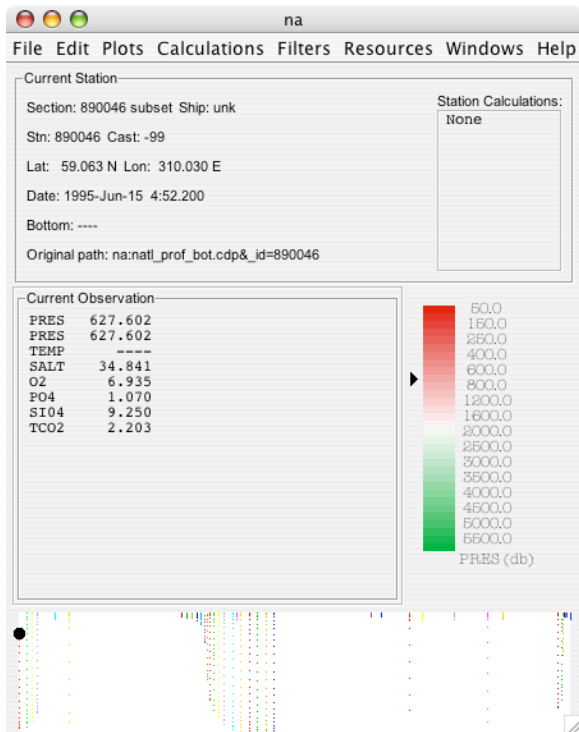 na
File Edit Plots Calculations Filters Resources Windows Help
Current Station
Section: 890046 subset Ship: unk
Stn: 890046 Cast: -99
Lat: 59.063 N Lon: 310.030 E
Date: 1995-Jun-15 4:52.200
Bottom: ----
Original path: na:natl_prof_bot.cdp&_id=890046
Station Calculations:
None
Current Observation
PRES 627.602
PRES 627.602
TEMP ----
SALT 34.841
O2 6.935
PO4 1.070
SIO4 9.250
TCO2 2.203
50.0
150.0
250.0
400.0
600.0
800.0
1200.0
1600.0
2000.0
2500.0
3000.0
3500.0
4000.0
4500.0
5000.0
5500.0
PRES (db)